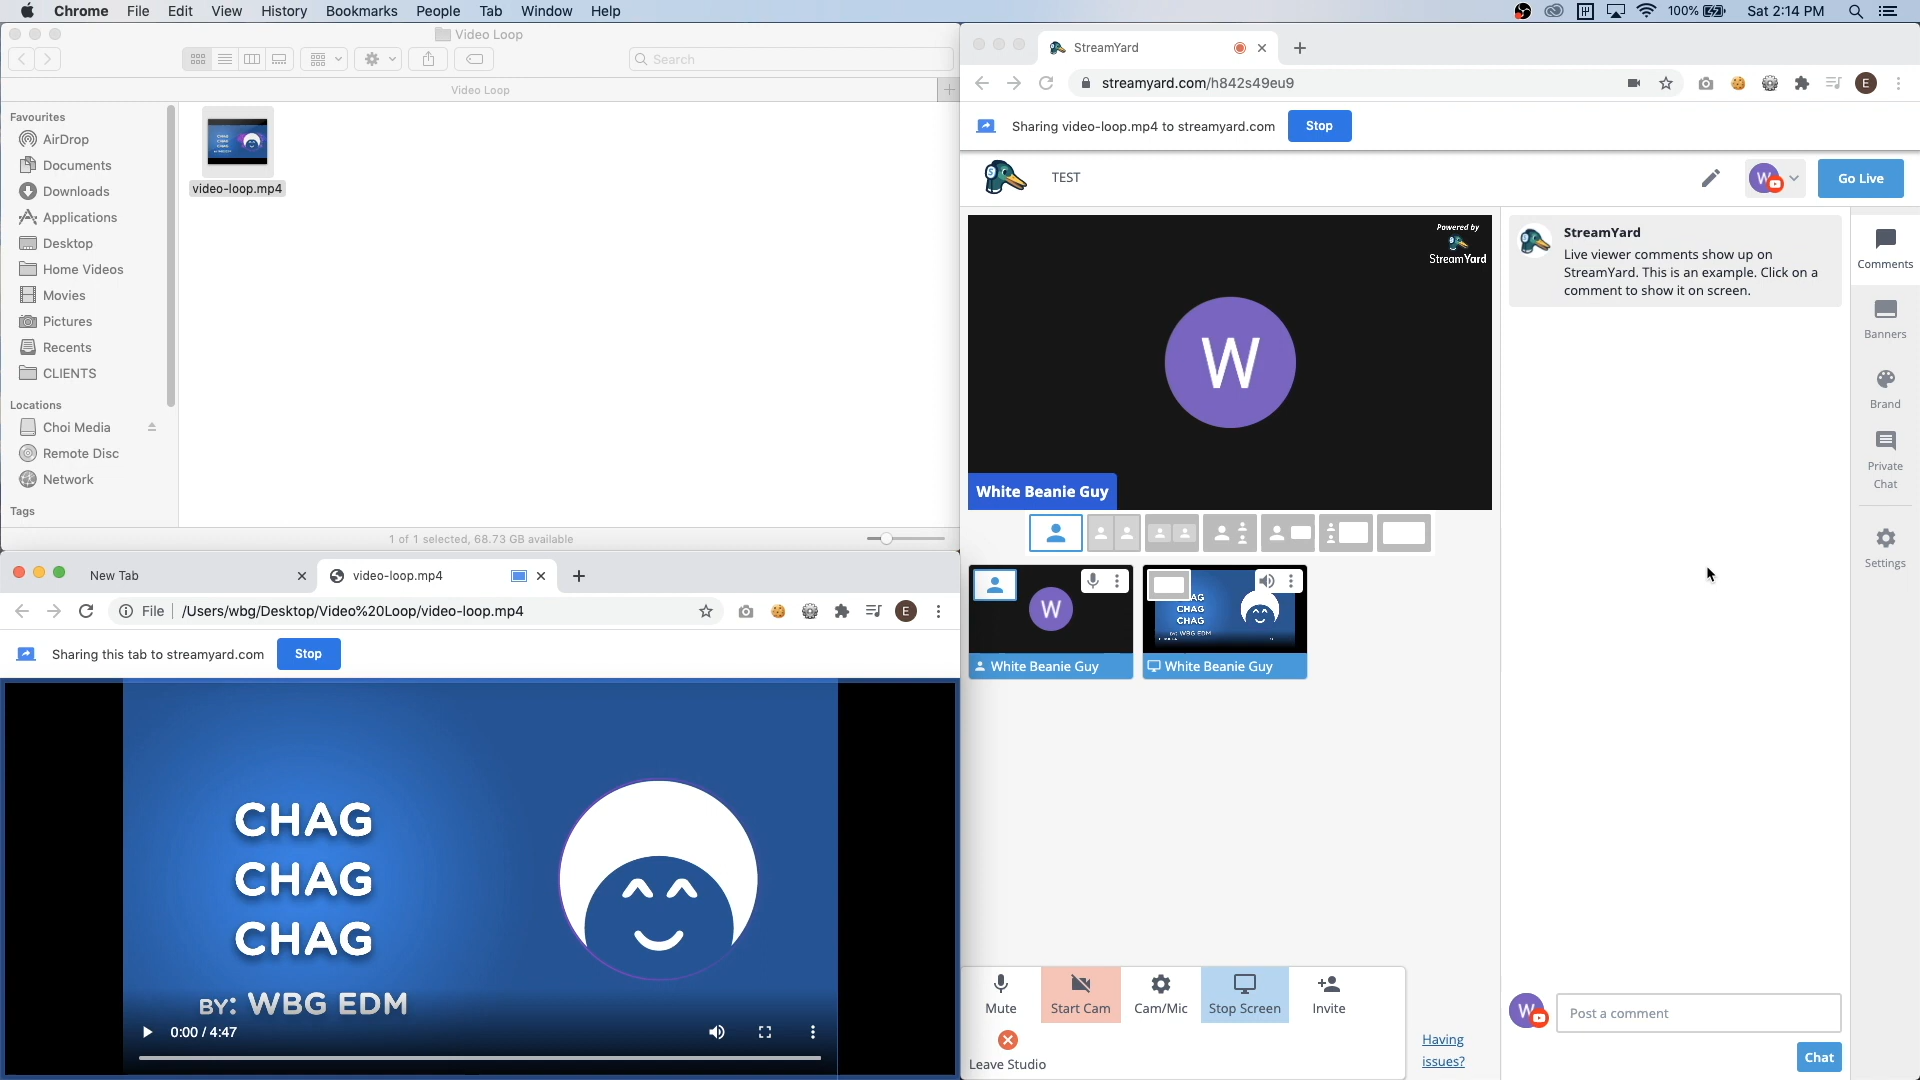 Chrome File Edit View History Bookmarks People Tab Window Help
100% Sat 2:14 PM
Video Loop
Search
Video Loop
Favourites
AirDrop
Documents
Downloads
Applications
Desktop
Home Videos
Movies
Pictures
Recents
CLIENTS
Locations
Choi Media
Remote Disc
Network
Tags
video-loop.mp4
1 of 1 selected, 68.73 GB available
New Tab
video-loop.mp4
File
/Users/wbg/Desktop/Video%20Loop/video-loop.mp4
E
Sharing this tab to streamyard.com
Stop
CHAG
CHAG
CHAG
BY: WBG EDM
0:00 / 4:47
StreamYard
streamyard.com/h842s49eu9
E
Sharing video-loop.mp4 to streamyard.com
Stop
TEST
W
Go Live
Powered by
StreamYard
W
White Beanie Guy
W
White Beanie Guy
CHAG
CHAG
BY: WBG EDM
White Beanie Guy
Mute
Start Cam
Cam/Mic
Stop Screen
Invite
Leave Studio
Having
issues?
StreamYard
Live viewer comments show up on
StreamYard. This is an example. Click on a
comment to show it on screen.
Comments
Banners
Brand
Private
Chat
Settings
W
Post a comment
Chat